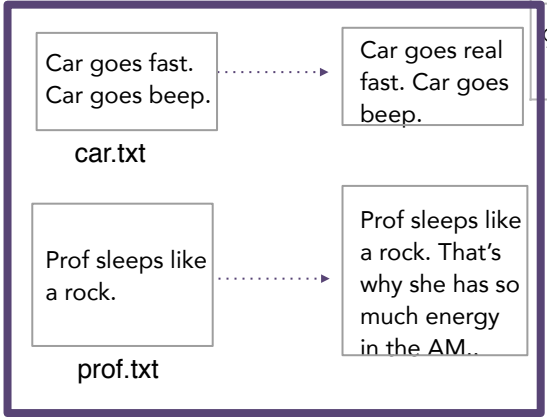 Car goes fast.
Car goes beep.
car.txt
Car goes real
fast. Car goes
beep.
Prof sleeps like
a rock.
prof.txt
Prof sleeps like
a rock. That's
why she has so
much energy
in the AM..